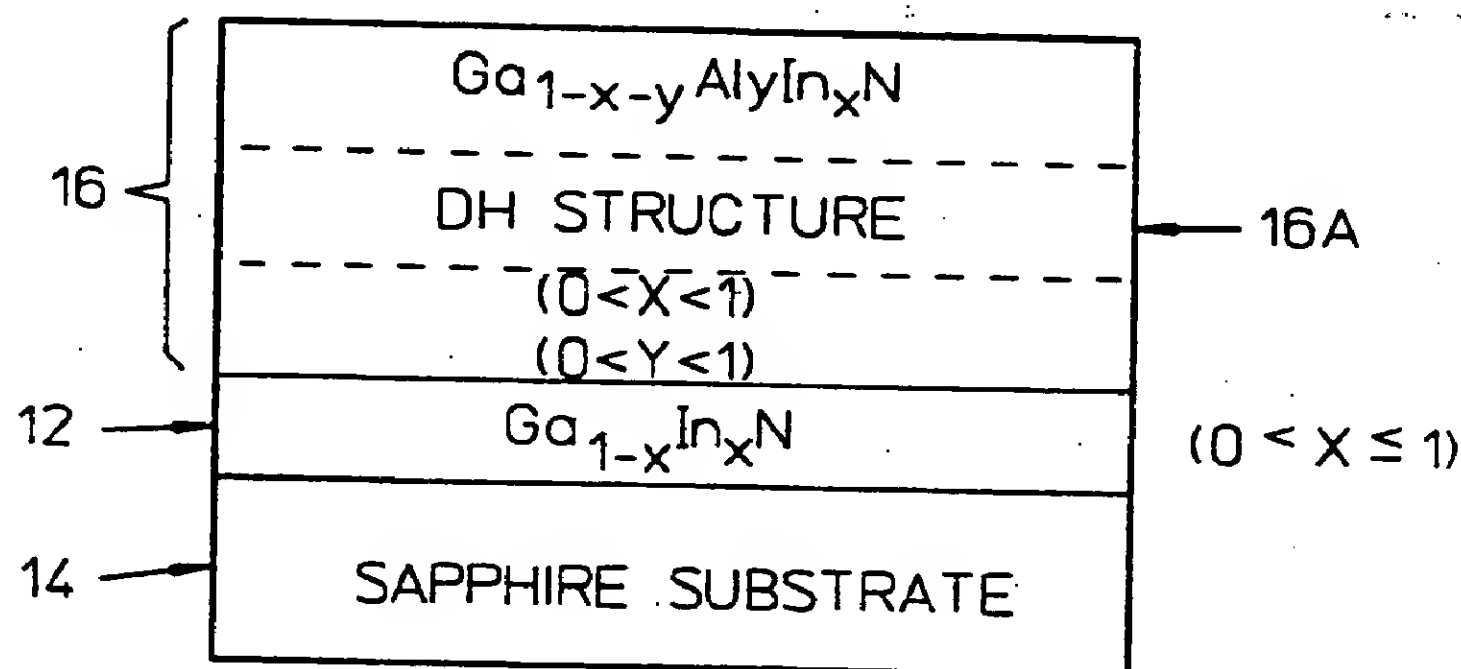 Ga1-x-yAlyInxN
16
DH STRUCTURE
16A
(0<X<1)
(0<Y<1)
12
Ga1-xInxN
(0 < X ≤ 1)
14
SAPPHIRE SUBSTRATE